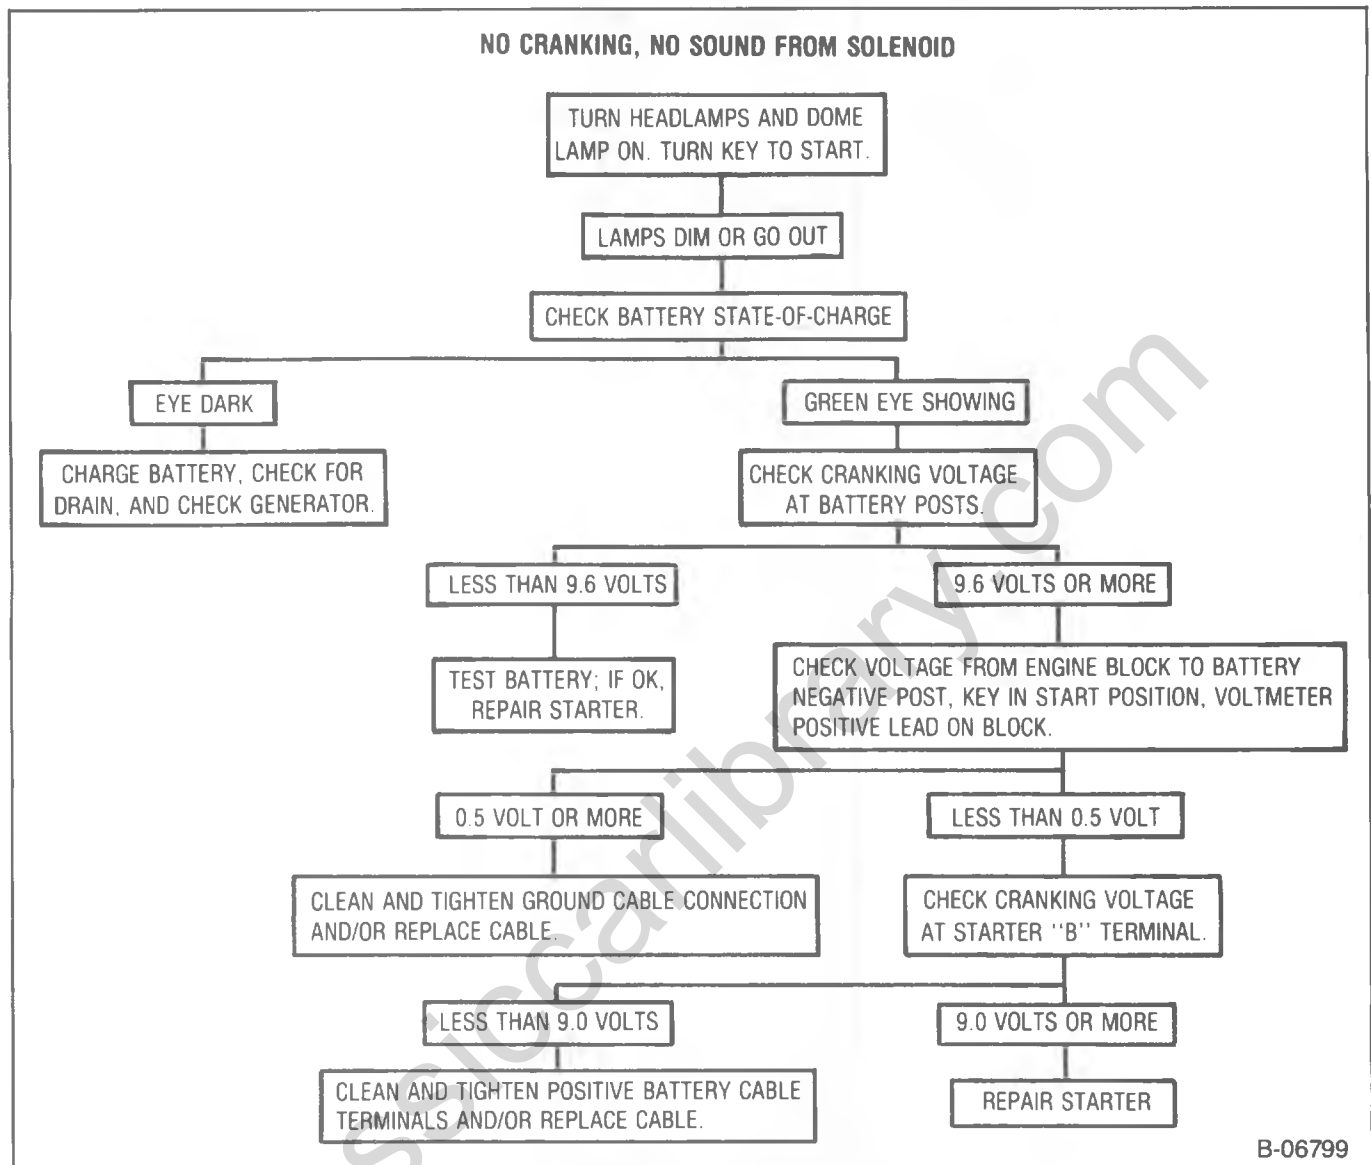 NO CRANKING, NO SOUND FROM SOLENOID
TURN HEADLAMPS AND DOME
LAMP ON. TURN KEY TO START.
LAMPS DIM OR GO OUT
CHECK BATTERY STATE-OF-CHARGE
EYE DARK
GREEN EYE SHOWING
CHARGE BATTERY, CHECK FOR
DRAIN, AND CHECK GENERATOR.
CHECK CRANKING VOLTAGE
AT BATTERY POSTS.
LESS THAN 9.6 VOLTS
9.6 VOLTS OR MORE
TEST BATTERY; IF OK,
REPAIR STARTER.
CHECK VOLTAGE FROM ENGINE BLOCK TO BATTERY
NEGATIVE POST, KEY IN START POSITION, VOLTMETER
POSITIVE LEAD ON BLOCK.
0.5 VOLT OR MORE
LESS THAN 0.5 VOLT
CLEAN AND TIGHTEN GROUND CABLE CONNECTION
AND/OR REPLACE CABLE.
CHECK CRANKING VOLTAGE
AT STARTER "B" TERMINAL.
LESS THAN 9.0 VOLTS
9.0 VOLTS OR MORE
CLEAN AND TIGHTEN POSITIVE BATTERY CABLE
TERMINALS AND/OR REPLACE CABLE.
REPAIR STARTER
B-06799
ssiccarlibrary.com